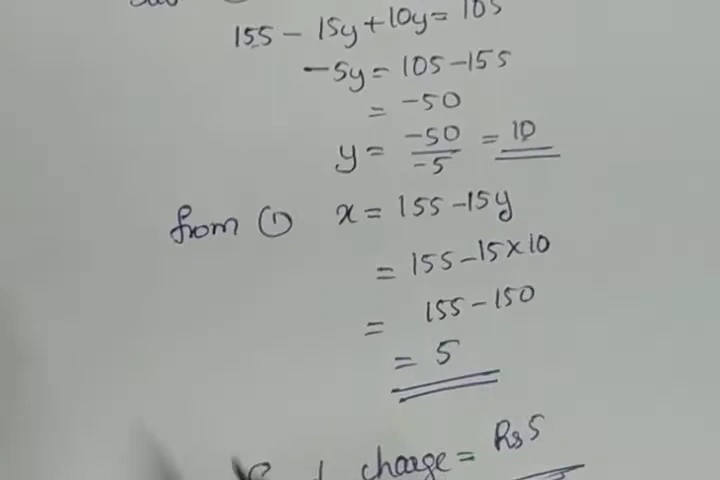 155 - 15y + 10y = 105
-5y = 105 - 155
= -50
y = -50/-5 = 10
from ① x = 155 - 15y
= 155 - 15 × 10
= 155 - 150
= 5
charge = Rs 5